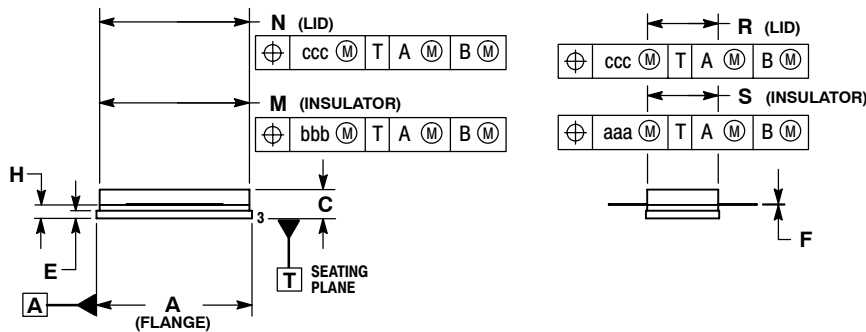 N (LID)
⌖ ccc Ⓜ T A Ⓜ B Ⓜ
M (INSULATOR)
⌖ bbb Ⓜ T A Ⓜ B Ⓜ
R (LID)
⌖ ccc Ⓜ T A Ⓜ B Ⓜ
S (INSULATOR)
⌖ aaa Ⓜ T A Ⓜ B Ⓜ
H
C
3
E
F
T SEATING
PLANE
A
A
(FLANGE)